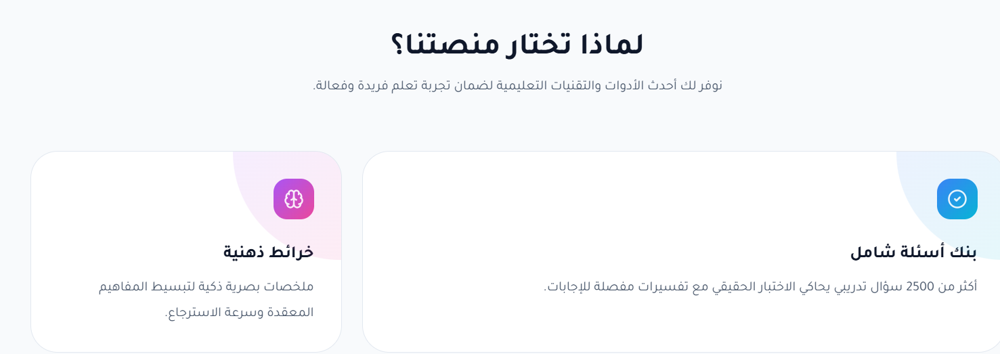 لماذا تختار منصتنا؟
نوفر لك أحدث الأدوات والتقنيات التعليمية لضمان تجربة تعلم فريدة وفعالة.
بنك أسئلة شامل
أكثر من 2500 سؤال تدريبي يحاكي الاختبار الحقيقي مع تفسيرات مفصلة للإجابات.
خرائط ذهنية
ملخصات بصرية ذكية لتبسيط المفاهيم
المعقدة وسرعة الاسترجاع.